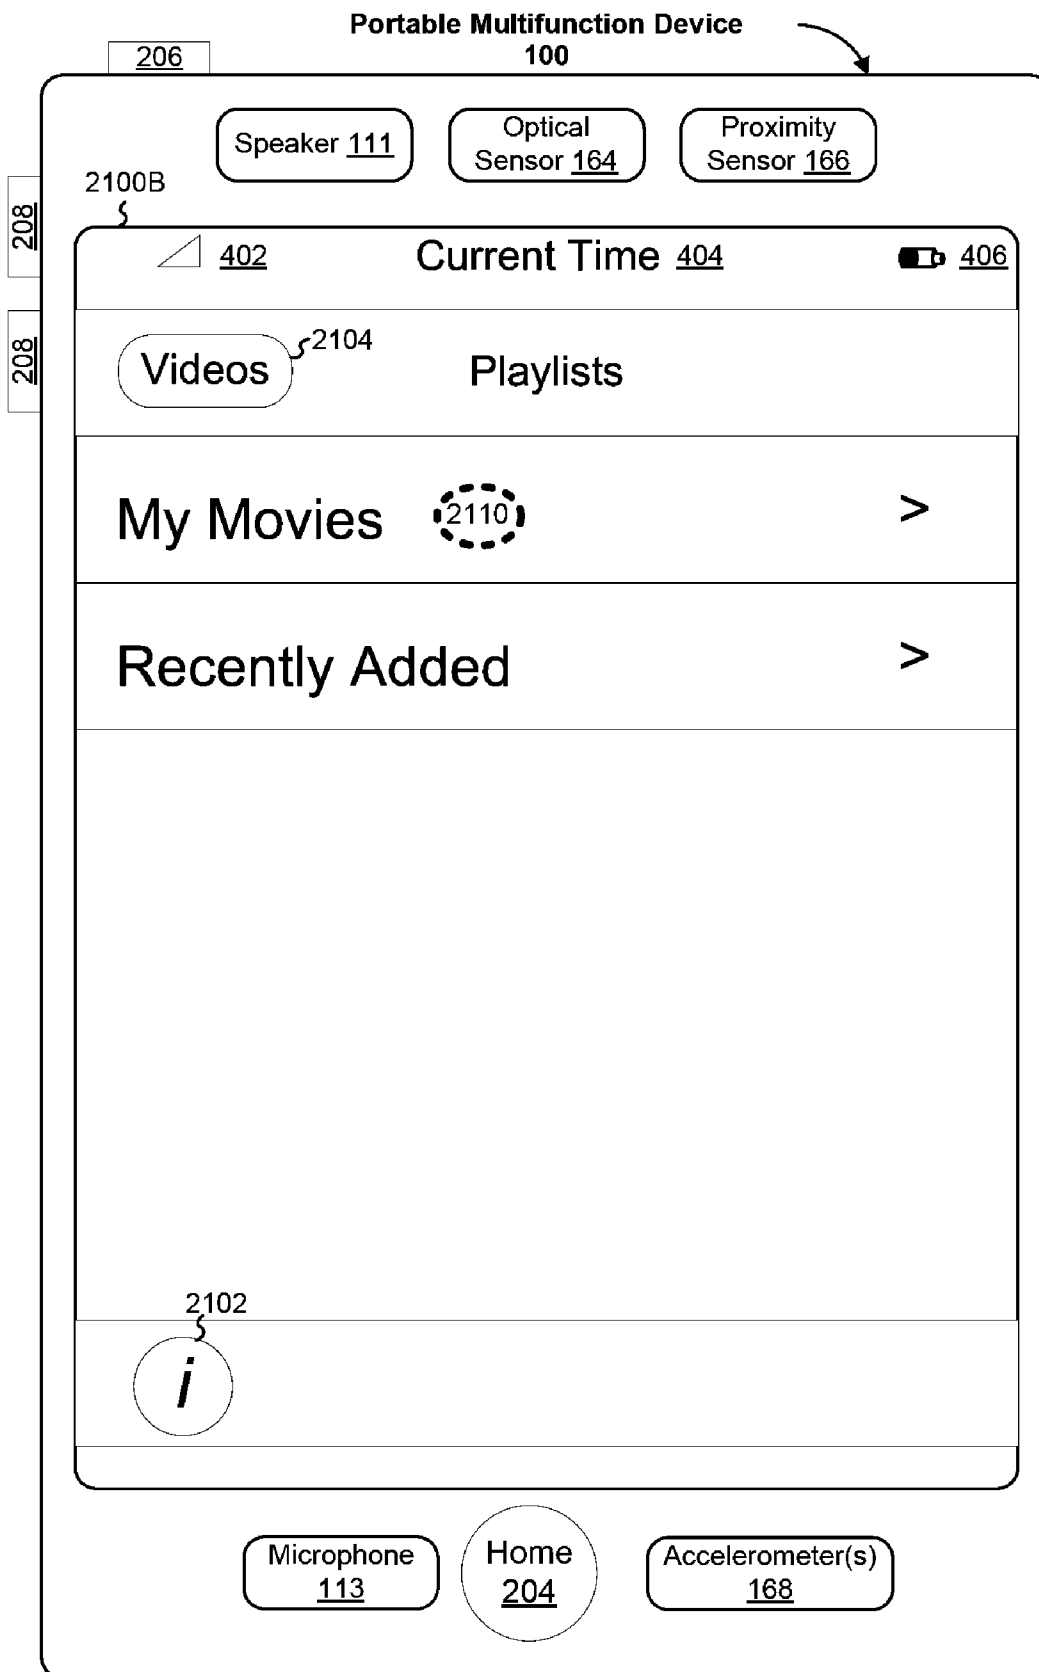 Portable Multifunction Device
100
206
Speaker 111
Optical
Sensor 164
Proximity
Sensor 166
2100B
208
402
Current Time 404
406
208
Videos
2104
Playlists
My Movies
2110
>
Recently Added
>
2102
i
Microphone
113
Home
204
Accelerometer(s)
168